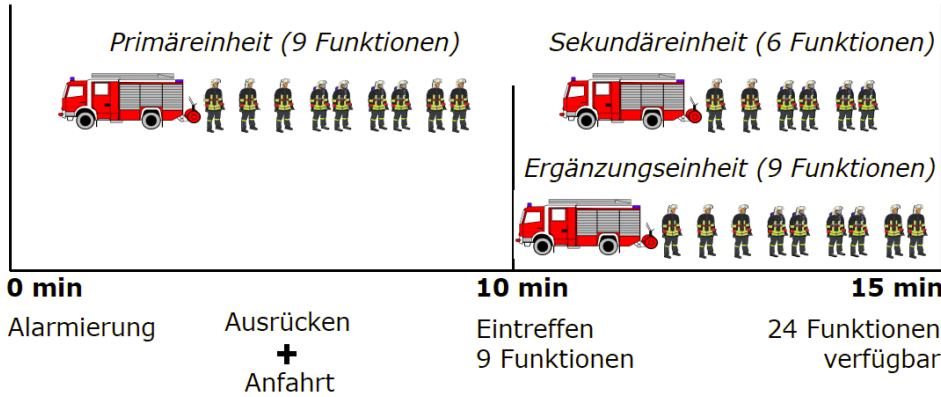 Primäreinheit (9 Funktionen)
Sekundäreinheit (6 Funktionen)
Ergänzungseinheit (9 Funktionen)
0 min
10 min
15 min
Alarmierung
Ausrücken
+
Anfahrt
Eintreffen
9 Funktionen
24 Funktionen
verfügbar